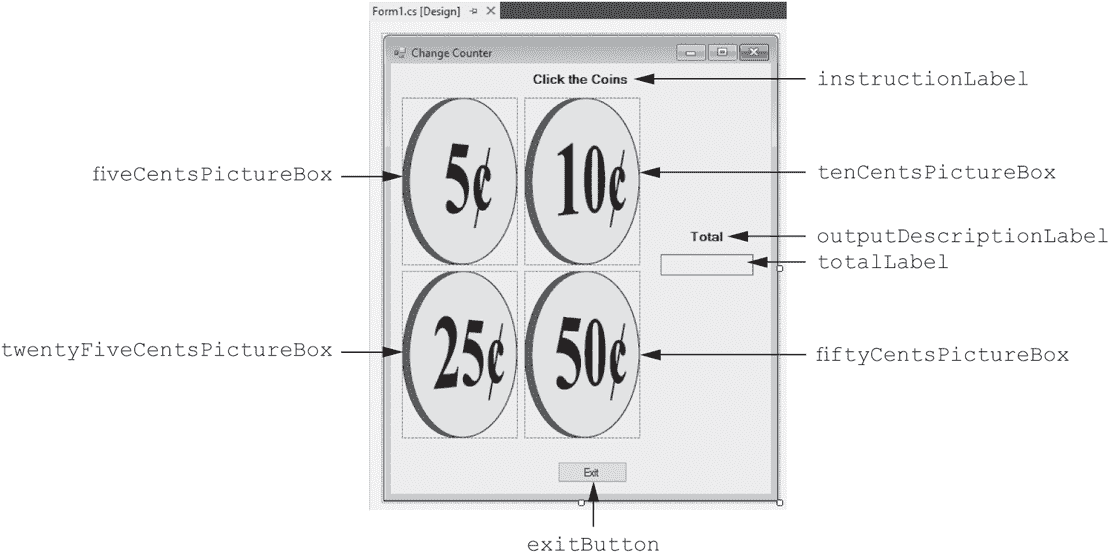 Form1.cs [Design]
Change Counter
Click the Coins
instructionLabel
5¢
10¢
fiveCentsPictureBox
tenCentsPictureBox
Total
outputDescriptionLabel
totalLabel
25¢
50¢
twentyFiveCentsPictureBox
fiftyCentsPictureBox
Exit
exitButton